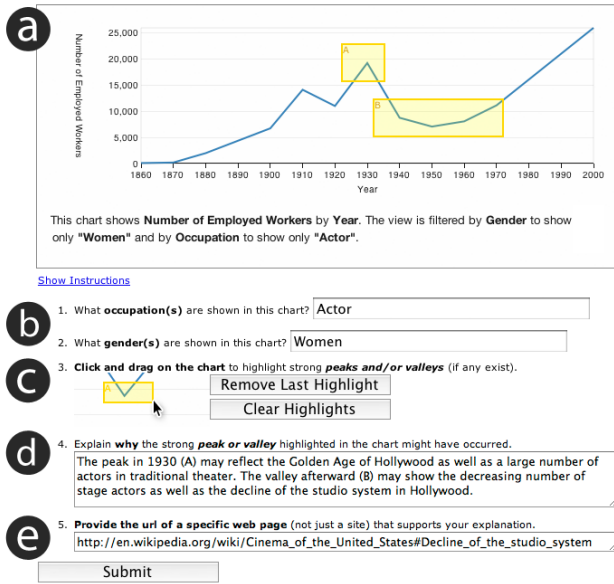 a
25,000
20,000
15,000
10,000
5,000
0
Number of Employed Workers
A
B
1860 1870 1880 1890 1900 1910 1920 1930 1940 1950 1960 1970 1980 1990 2000
Year
This chart shows Number of Employed Workers by Year. The view is filtered by Gender to show
only "Women" and by Occupation to show only "Actor".
Show Instructions
b
1. What occupation(s) are shown in this chart? Actor
2. What gender(s) are shown in this chart? Women
c
3. Click and drag on the chart to highlight strong peaks and/or valleys (if any exist).
A
Remove Last Highlight
Clear Highlights
d
4. Explain why the strong peak or valley highlighted in the chart might have occurred.
The peak in 1930 (A) may reflect the Golden Age of Hollywood as well as a large number of
actors in traditional theater. The valley afterward (B) may show the decreasing number of
stage actors as well as the decline of the studio system in Hollywood.
e
5. Provide the url of a specific web page (not just a site) that supports your explanation.
http://en.wikipedia.org/wiki/Cinema_of_the_United_States#Decline_of_the_studio_system
Submit